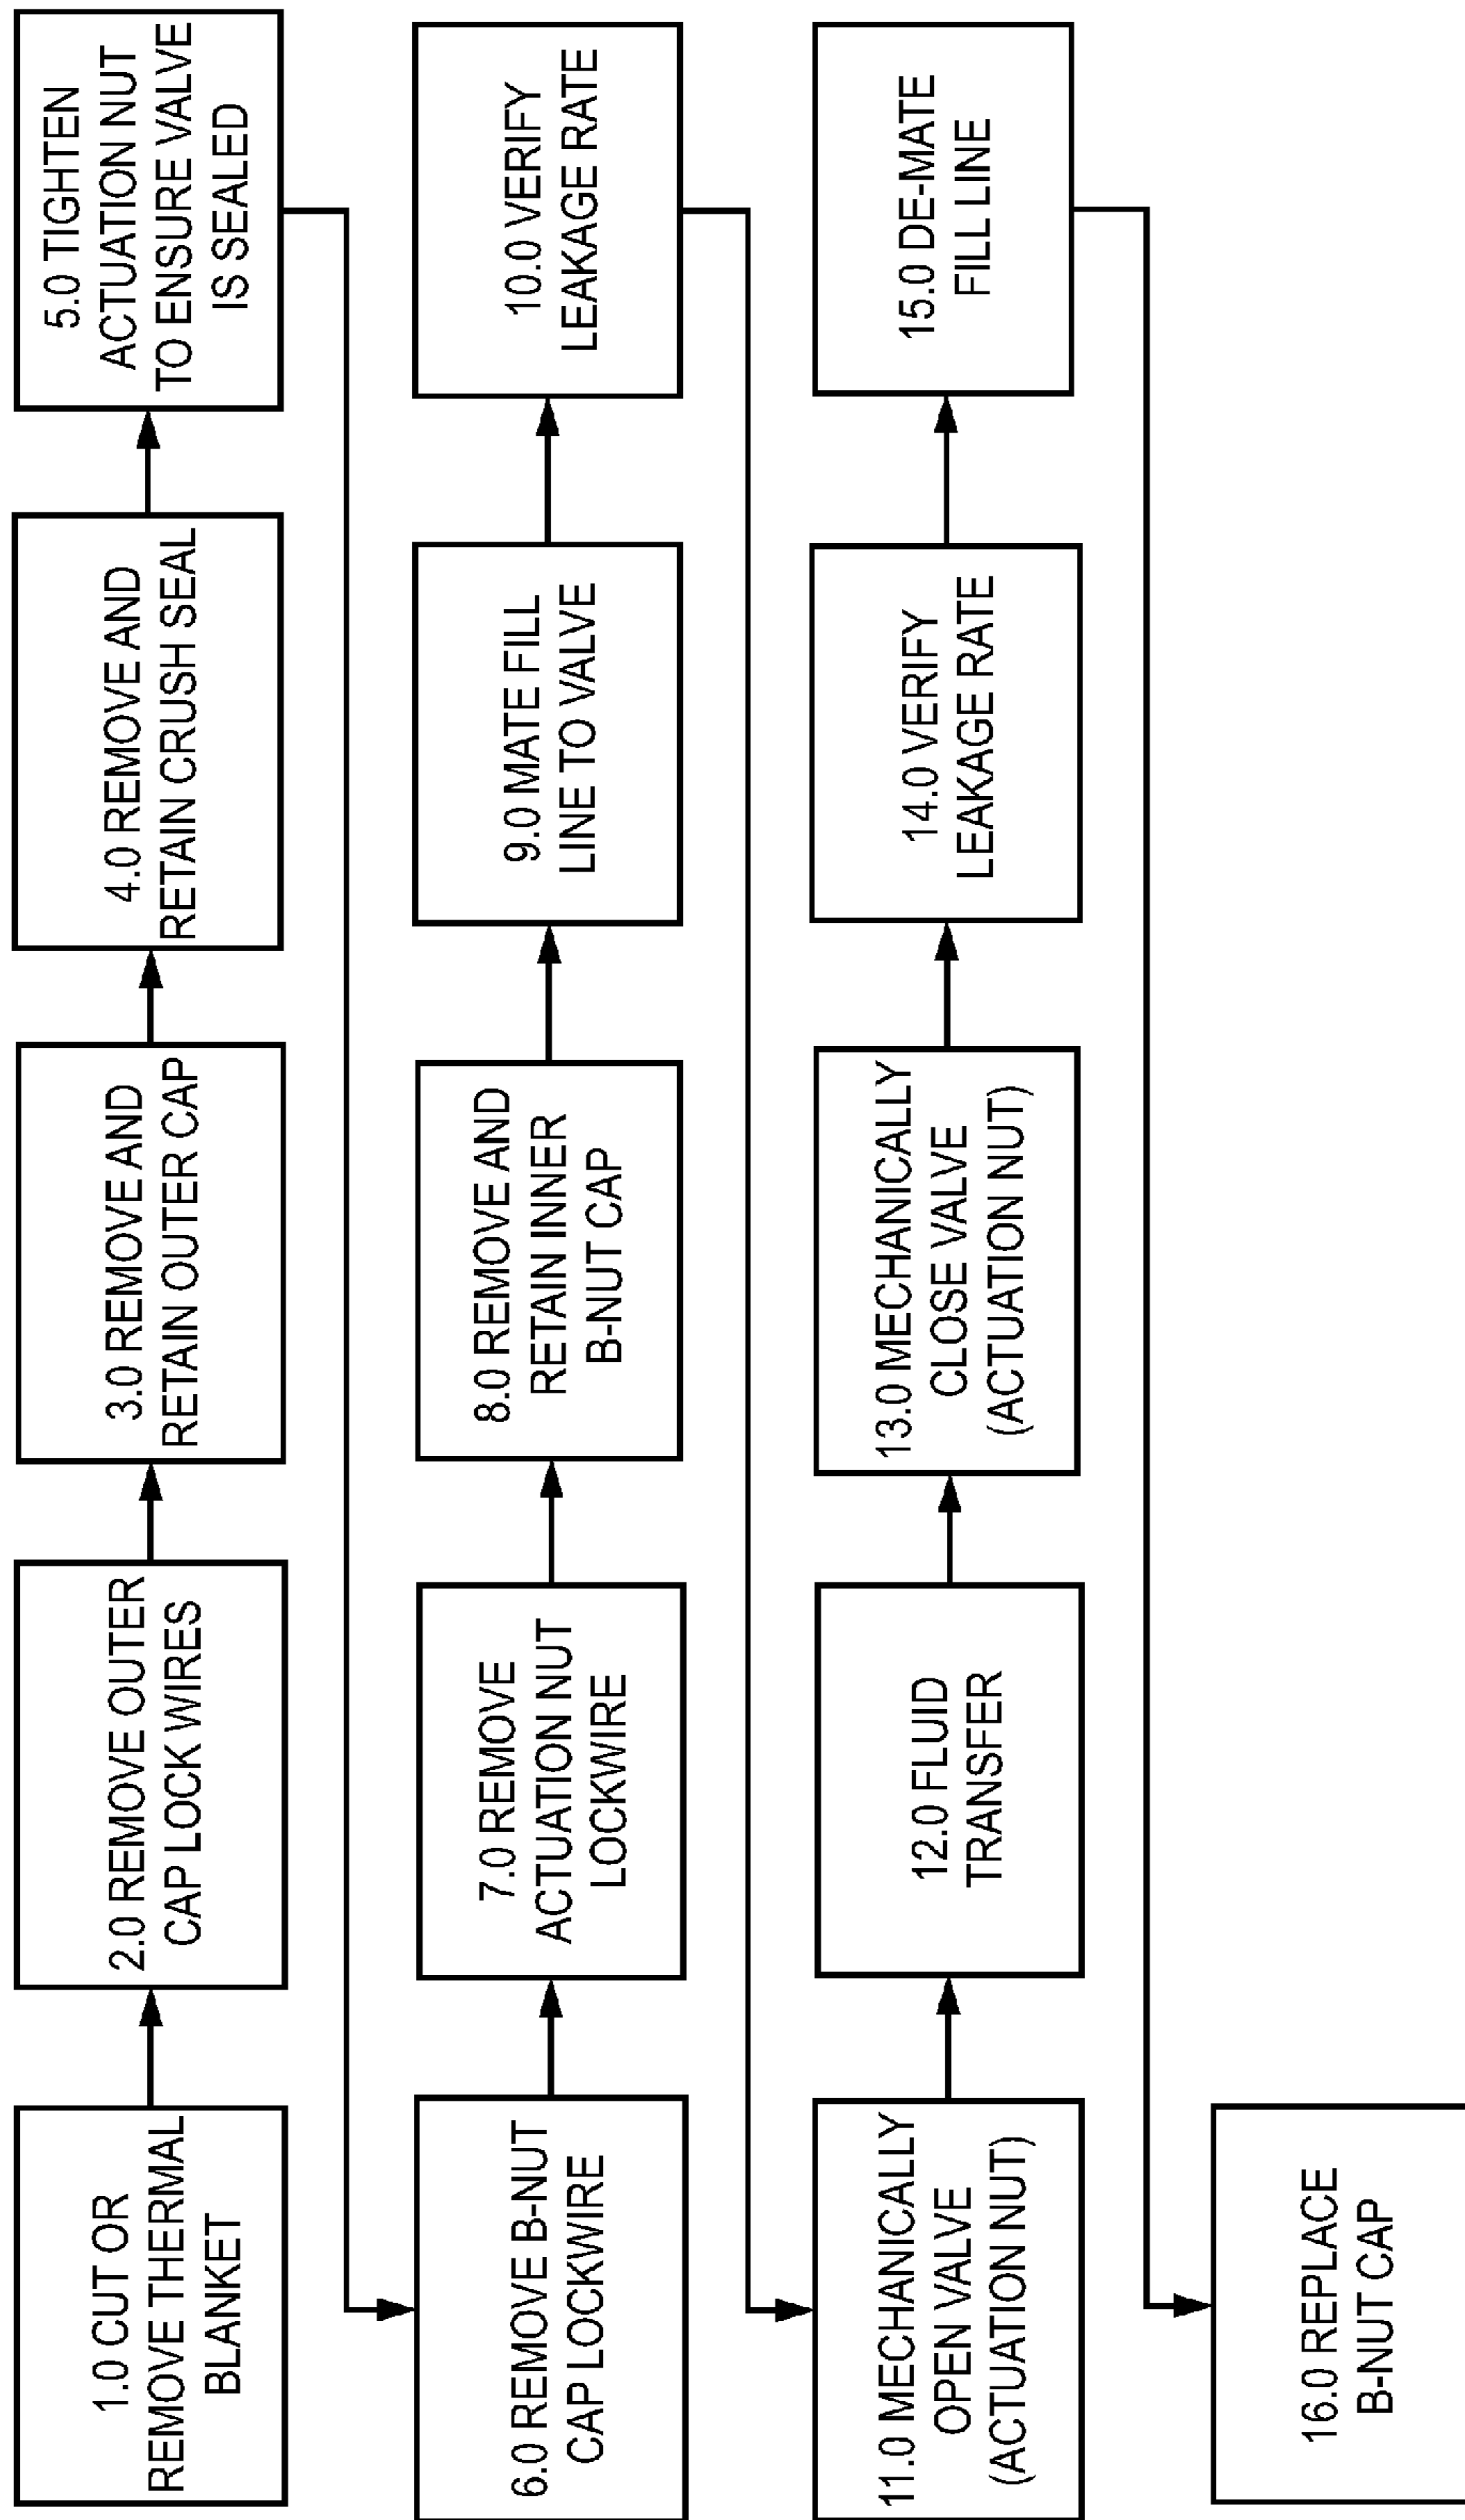 1.0 CUT OR
REMOVE THERMAL
BLANKET
2.0 REMOVE OUTER
CAP LOCK WIRES
3.0 REMOVE AND
RETAIN OUTER CAP
4.0 REMOVE AND
RETAIN CRUSH SEAL
5.0 TIGHTEN
ACTUATION NUT
TO ENSURE VALVE
IS SEALED
6.0 REMOVE B-NUT
CAP LOCKWIRE
7.0 REMOVE
ACTUATION NUT
LOCKWIRE
8.0 REMOVE AND
RETAIN INNER
B-NUT CAP
9.0 MATE FILL
LINE TO VALVE
10.0 VERIFY
LEAKAGE RATE
11.0 MECHANICALLY
OPEN VALVE
(ACTUATION NUT)
12.0 FLUID
TRANSFER
13.0 MECHANICALLY
CLOSE VALVE
(ACTUATION NUT)
14.0 VERIFY
LEAKAGE RATE
15.0 DE-MATE
FILL LINE
16.0 REPLACE
B-NUT CAP